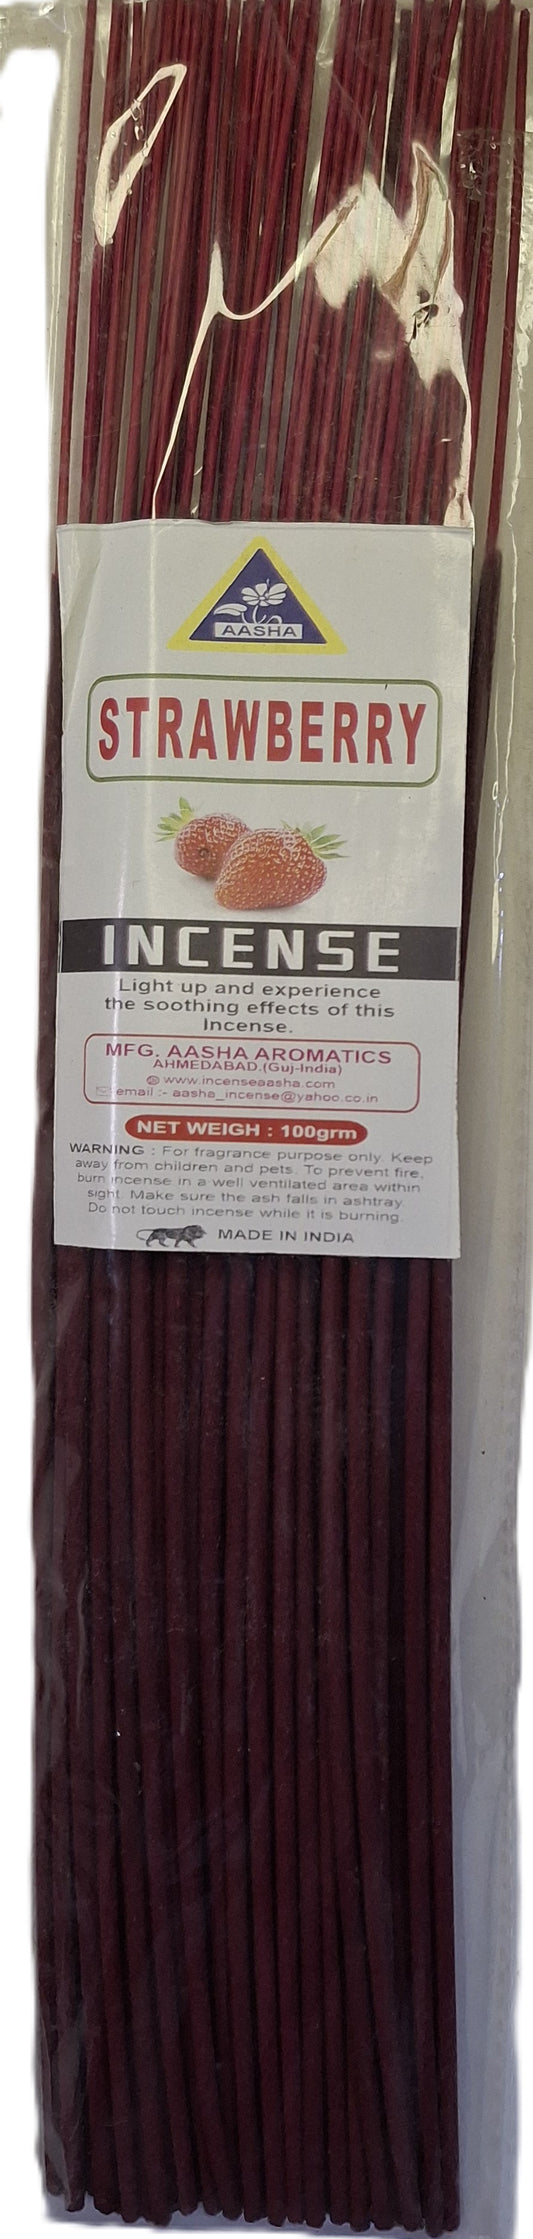 AASHA
STRAWBERRY
INCENSE
Light up and experience
the soothing effects of this
Incense.
MFG. AASHA AROMATICS
AHMEDABAD.(Guj-India)
www.incenseaasha.com
email :- aasha_incense@yahoo.co.in
NET WEIGH : 100grm
WARNING : For fragrance purpose only. Keep
away from children and pets. To prevent fire,
burn incense in a well ventilated area within
sight. Make sure the ash falls in ashtray.
Do not touch incense while it is burning.
MADE IN INDIA